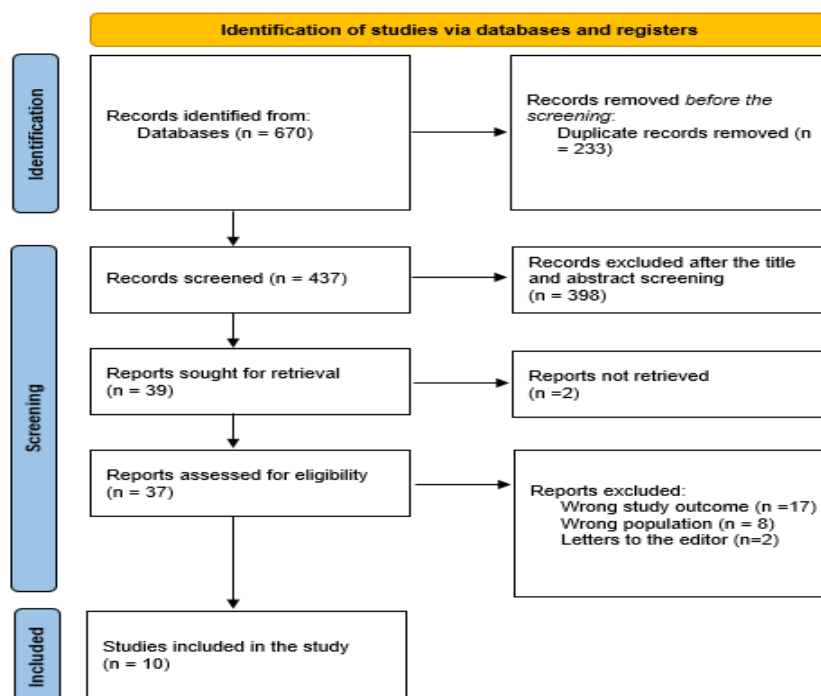 Identification of studies via databases and registers
Identification
Records identified from:
Databases (n = 670)
Records removed before the
screening:
Duplicate records removed (n
= 233)
Screening
Records screened (n = 437)
Records excluded after the title
and abstract screening
(n = 398)
Reports sought for retrieval
(n = 39)
Reports not retrieved
(n =2)
Reports assessed for eligibility
(n = 37)
Reports excluded:
Wrong study outcome (n =17)
Wrong population (n = 8)
Letters to the editor (n=2)
Included
Studies included in the study
(n = 10)